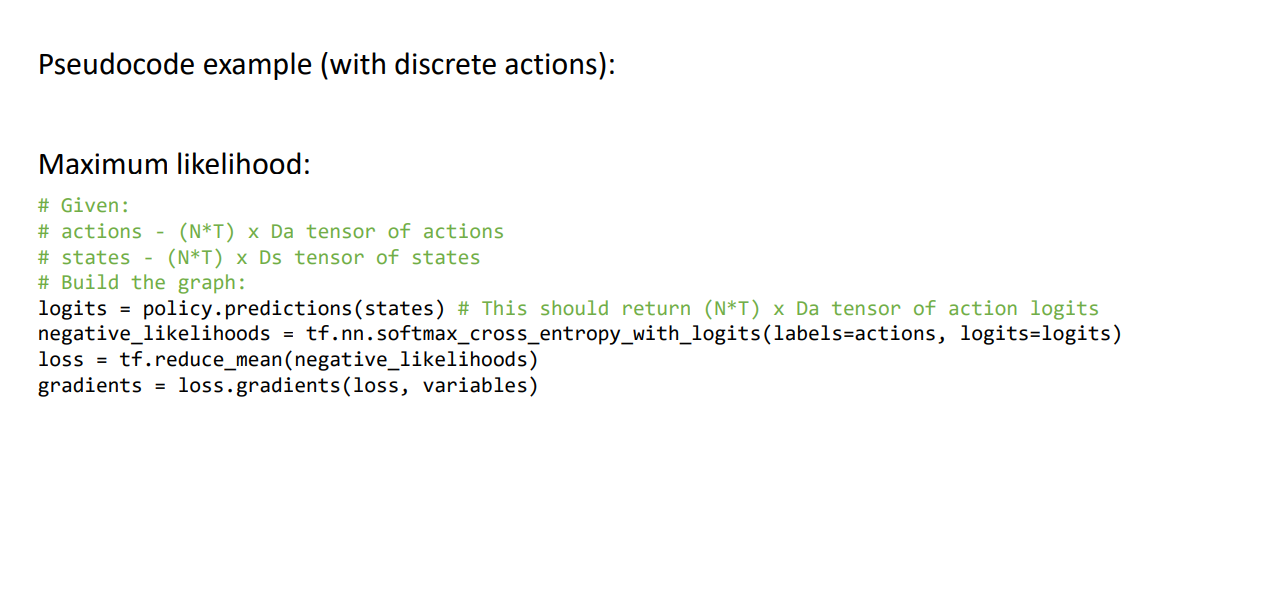 Pseudocode example (with discrete actions):
Maximum likelihood:
# Given:
# actions - (N*T) x Da tensor of actions
# states - (N*T) x Ds tensor of states
# Build the graph:
logits = policy.predictions(states) # This should return (N*T) x Da tensor of action logits
negative_likelihoods = tf.nn.softmax_cross_entropy_with_logits(labels=actions, logits=logits)
loss = tf.reduce_mean(negative_likelihoods)
gradients = loss.gradients(loss, variables)